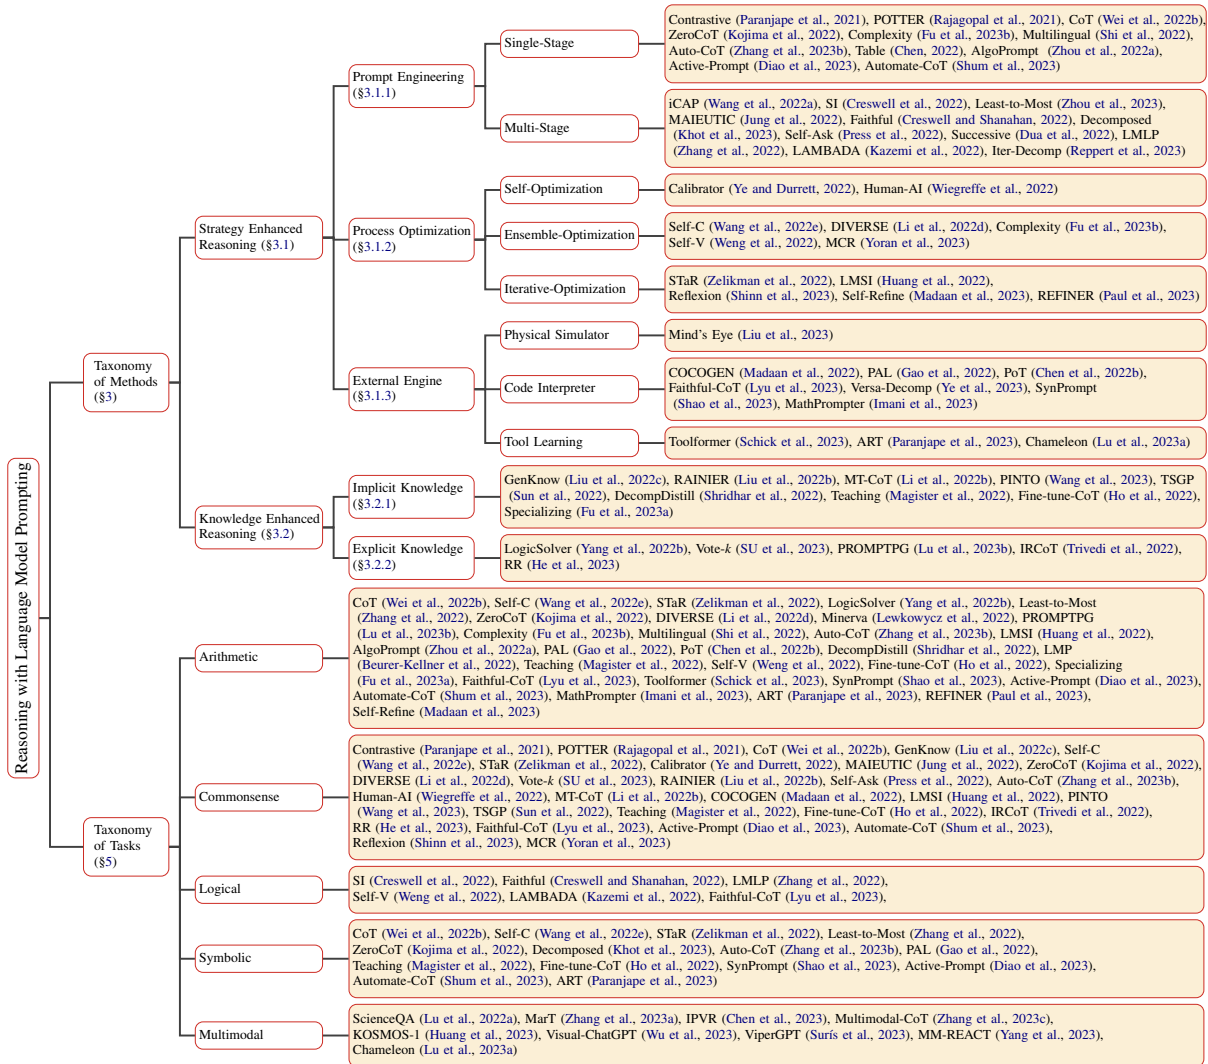 Reasoning with Language Model Prompting
Taxonomy
of Methods
(§3)
Strategy Enhanced
Reasoning (§3.1)
Prompt Engineering
(§3.1.1)
Single-Stage
Contrastive (Paranjape et al., 2021), POTTER (Rajagopal et al., 2021), CoT (Wei et al., 2022b),
ZeroCoT (Kojima et al., 2022), Complexity (Fu et al., 2023b), Multilingual (Shi et al., 2022),
Auto-CoT (Zhang et al., 2023b), Table (Chen, 2022), AlgoPrompt (Zhou et al., 2022a),
Active-Prompt (Diao et al., 2023), Automate-CoT (Shum et al., 2023)
Multi-Stage
iCAP (Wang et al., 2022a), SI (Creswell et al., 2022), Least-to-Most (Zhou et al., 2023),
MAIEUTIC (Jung et al., 2022), Faithful (Creswell and Shanahan, 2022), Decomposed
(Khot et al., 2023), Self-Ask (Press et al., 2022), Successive (Dua et al., 2022), LMLP
(Zhang et al., 2022), LAMBADA (Kazemi et al., 2022), Iter-Decomp (Reppert et al., 2023)
Process Optimization
(§3.1.2)
Self-Optimization
Calibrator (Ye and Durrett, 2022), Human-AI (Wiegreffe et al., 2022)
Ensemble-Optimization
Self-C (Wang et al., 2022e), DIVERSE (Li et al., 2022d), Complexity (Fu et al., 2023b),
Self-V (Weng et al., 2022), MCR (Yoran et al., 2023)
Iterative-Optimization
STaR (Zelikman et al., 2022), LMSI (Huang et al., 2022),
Reflexion (Shinn et al., 2023), Self-Refine (Madaan et al., 2023), REFINER (Paul et al., 2023)
External Engine
(§3.1.3)
Physical Simulator
Mind's Eye (Liu et al., 2023)
Code Interpreter
COCOGEN (Madaan et al., 2022), PAL (Gao et al., 2022), PoT (Chen et al., 2022b),
Faithful-CoT (Lyu et al., 2023), Versa-Decomp (Ye et al., 2023), SynPrompt
(Shao et al., 2023), MathPrompter (Imani et al., 2023)
Tool Learning
Toolformer (Schick et al., 2023), ART (Paranjape et al., 2023), Chameleon (Lu et al., 2023a)
Knowledge Enhanced
Reasoning (§3.2)
Implicit Knowledge
(§3.2.1)
GenKnow (Liu et al., 2022c), RAINIER (Liu et al., 2022b), MT-CoT (Li et al., 2022b), PINTO (Wang et al., 2023), TSGP
(Sun et al., 2022), DecompDistill (Shridhar et al., 2022), Teaching (Magister et al., 2022), Fine-tune-CoT (Ho et al., 2022),
Specializing (Fu et al., 2023a)
Explicit Knowledge
(§3.2.2)
LogicSolver (Yang et al., 2022b), Vote-k (SU et al., 2023), PROMPTPG (Lu et al., 2023b), IRCoT (Trivedi et al., 2022),
RR (He et al., 2023)
Taxonomy
of Tasks
(§5)
Arithmetic
CoT (Wei et al., 2022b), Self-C (Wang et al., 2022e), STaR (Zelikman et al., 2022), LogicSolver (Yang et al., 2022b), Least-to-Most
(Zhang et al., 2022), ZeroCoT (Kojima et al., 2022), DIVERSE (Li et al., 2022d), Minerva (Lewkowycz et al., 2022), PROMPTPG
(Lu et al., 2023b), Complexity (Fu et al., 2023b), Multilingual (Shi et al., 2022), Auto-CoT (Zhang et al., 2023b), LMSI (Huang et al., 2022),
AlgoPrompt (Zhou et al., 2022a), PAL (Gao et al., 2022), PoT (Chen et al., 2022b), DecompDistill (Shridhar et al., 2022), LMP
(Beurer-Kellner et al., 2022), Teaching (Magister et al., 2022), Self-V (Weng et al., 2022), Fine-tune-CoT (Ho et al., 2022), Specializing
(Fu et al., 2023a), Faithful-CoT (Lyu et al., 2023), Toolformer (Schick et al., 2023), SynPrompt (Shao et al., 2023), Active-Prompt (Diao et al., 2023),
Automate-CoT (Shum et al., 2023), MathPrompter (Imani et al., 2023), ART (Paranjape et al., 2023), REFINER (Paul et al., 2023),
Self-Refine (Madaan et al., 2023)
Commonsense
Contrastive (Paranjape et al., 2021), POTTER (Rajagopal et al., 2021), CoT (Wei et al., 2022b), GenKnow (Liu et al., 2022c), Self-C
(Wang et al., 2022e), STaR (Zelikman et al., 2022), Calibrator (Ye and Durrett, 2022), MAIEUTIC (Jung et al., 2022), ZeroCoT (Kojima et al., 2022),
DIVERSE (Li et al., 2022d), Vote-k (SU et al., 2023), RAINIER (Liu et al., 2022b), Self-Ask (Press et al., 2022), Auto-CoT (Zhang et al., 2023b),
Human-AI (Wiegreffe et al., 2022), MT-CoT (Li et al., 2022b), COCOGEN (Madaan et al., 2022), LMSI (Huang et al., 2022), PINTO
(Wang et al., 2023), TSGP (Sun et al., 2022), Teaching (Magister et al., 2022), Fine-tune-CoT (Ho et al., 2022), IRCoT (Trivedi et al., 2022),
RR (He et al., 2023), Faithful-CoT (Lyu et al., 2023), Active-Prompt (Diao et al., 2023), Automate-CoT (Shum et al., 2023),
Reflexion (Shinn et al., 2023), MCR (Yoran et al., 2023)
Logical
SI (Creswell et al., 2022), Faithful (Creswell and Shanahan, 2022), LMLP (Zhang et al., 2022),
Self-V (Weng et al., 2022), LAMBADA (Kazemi et al., 2022), Faithful-CoT (Lyu et al., 2023),
Symbolic
CoT (Wei et al., 2022b), Self-C (Wang et al., 2022e), STaR (Zelikman et al., 2022), Least-to-Most (Zhang et al., 2022),
ZeroCoT (Kojima et al., 2022), Decomposed (Khot et al., 2023), Auto-CoT (Zhang et al., 2023b), PAL (Gao et al., 2022),
Teaching (Magister et al., 2022), Fine-tune-CoT (Ho et al., 2022), SynPrompt (Shao et al., 2023), Active-Prompt (Diao et al., 2023),
Automate-CoT (Shum et al., 2023), ART (Paranjape et al., 2023)
Multimodal
ScienceQA (Lu et al., 2022a), MarT (Zhang et al., 2023a), IPVR (Chen et al., 2023), Multimodal-CoT (Zhang et al., 2023c),
KOSMOS-1 (Huang et al., 2023), Visual-ChatGPT (Wu et al., 2023), ViperGPT (Surís et al., 2023), MM-REACT (Yang et al., 2023),
Chameleon (Lu et al., 2023a)